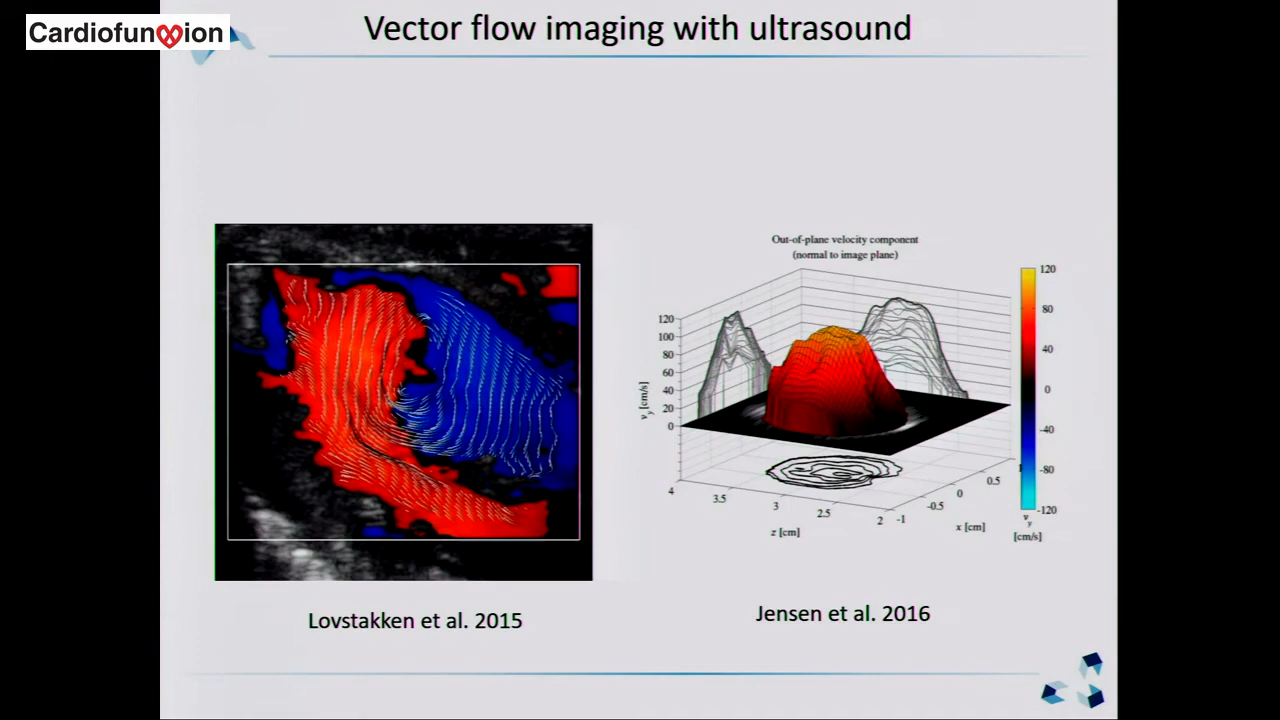 Cardiofunxion
Vector flow imaging with ultrasound
Out-of-plane velocity component
(normal to image plane)
120
100
80
60
40
20
0
v_y [cm/s]
4
3.5
3
2.5
2
z [cm]
-1
-0.5
0
0.5
x [cm]
120
80
40
0
-40
-80
-120
v_y
[cm/s]
Lovstakken et al. 2015
Jensen et al. 2016